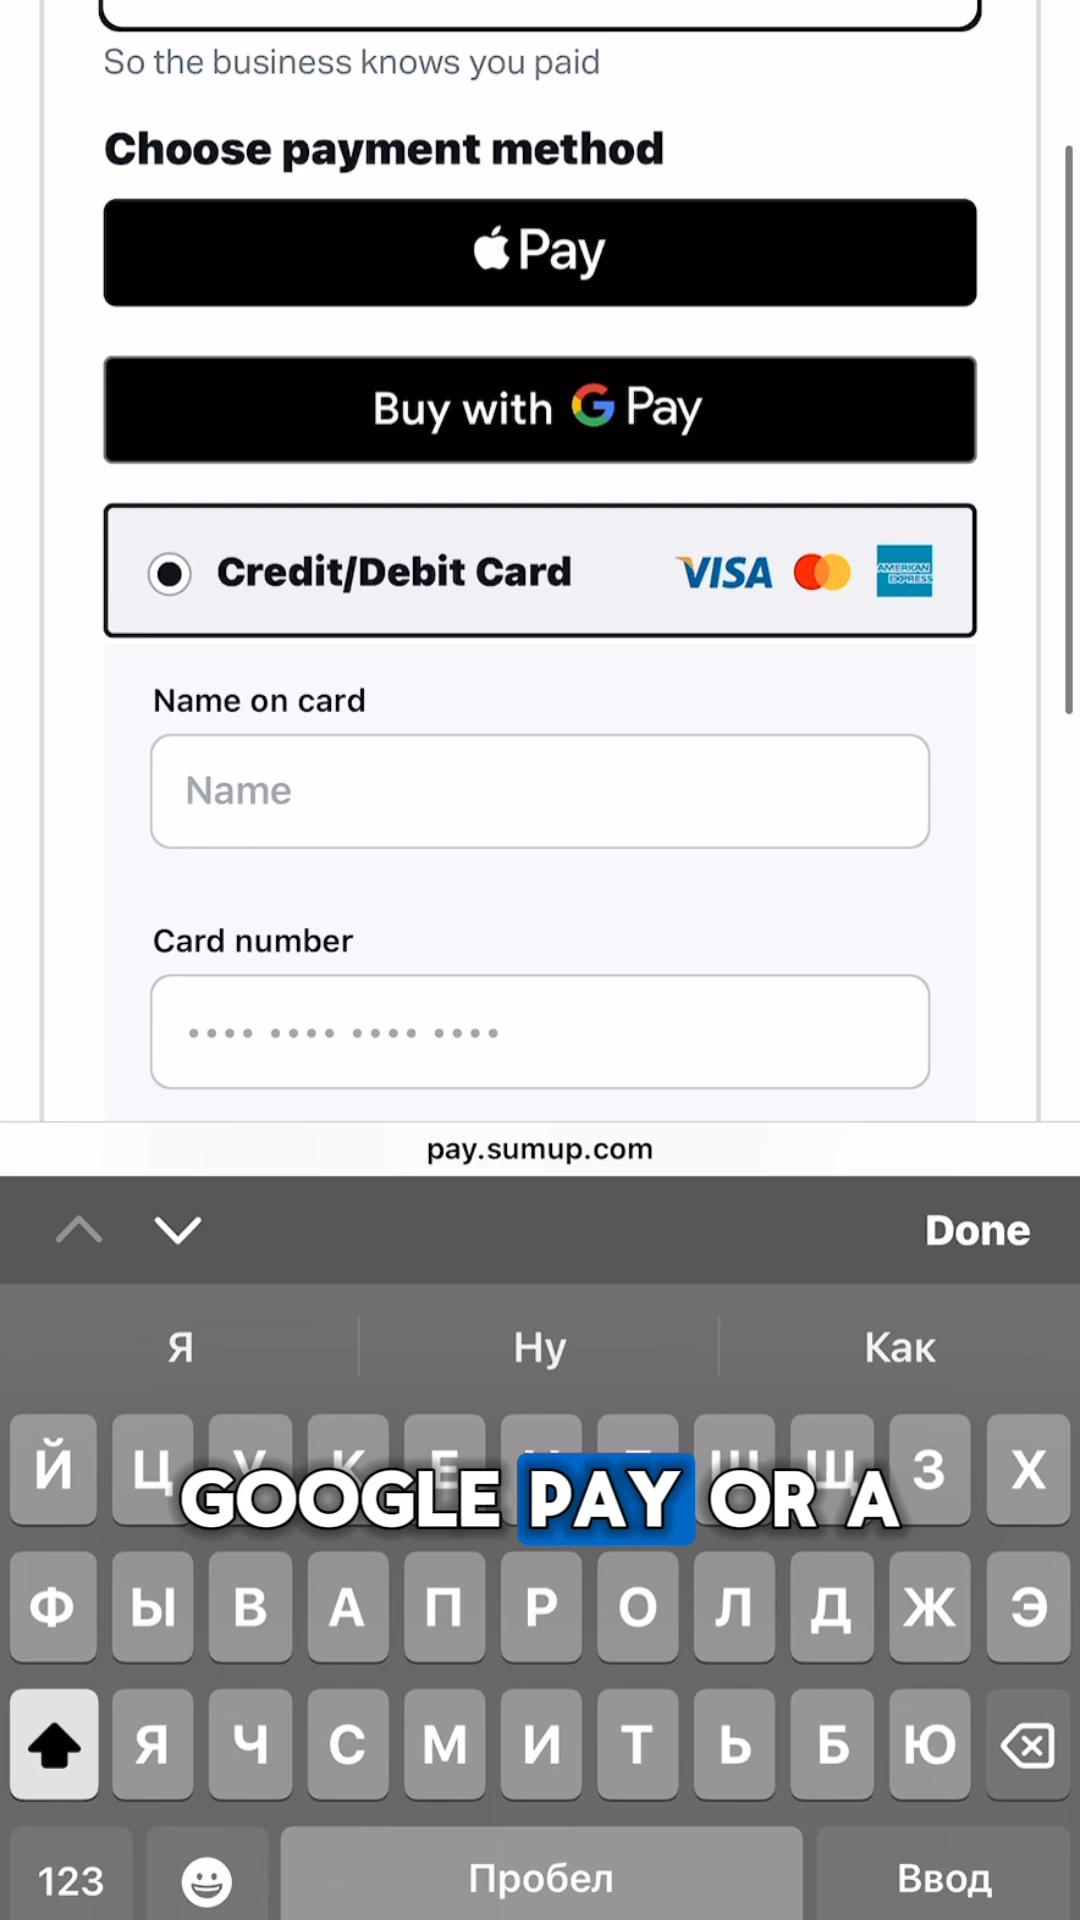 So the business knows you paid
Choose payment method
Pay
Buy with G Pay
Credit/Debit Card VISA AMERICAN EXPRESS
Name on card
Name
Card number
pay.sumup.com
Done
Я Ну Как
Й Ц У К Е Н Г Ш Щ З Х
GOOGLE PAY OR A
Ф Ы В А П Р О Л Д Ж Э
Я Ч С М И Т Ь Б Ю
123 Пробел Ввод